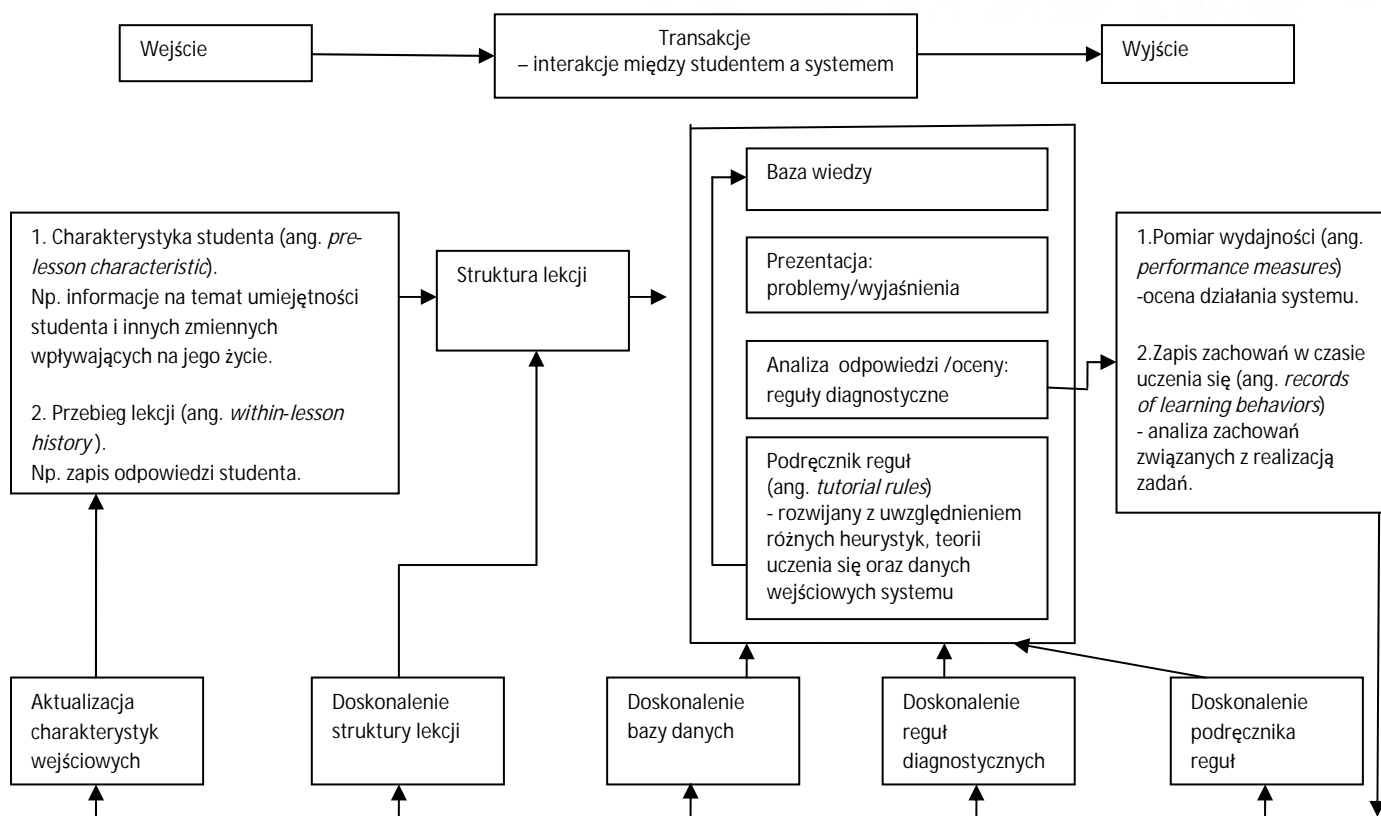 Wejście
Transakcje
– interakcje między studentem a systemem
Wyjście
1. Charakterystyka studenta (ang. pre-
lesson characteristic).
Np. informacje na temat umiejętności
studenta i innych zmiennych
wpływających na jego życie.
2. Przebieg lekcji (ang. within-lesson
history ).
Np. zapis odpowiedzi studenta.
Struktura lekcji
Baza wiedzy
Prezentacja:
problemy/wyjaśnienia
Analiza odpowiedzi /oceny:
reguły diagnostyczne
Podręcznik reguł
(ang. tutorial rules)
- rozwijany z uwzględnieniem
różnych heurystyk, teorii
uczenia się oraz danych
wejściowych systemu
1.Pomiar wydajności (ang.
performance measures)
-ocena działania systemu.
2.Zapis zachowań w czasie
uczenia się (ang. records
of learning behaviors)
- analiza zachowań
związanych z realizacją
zadań.
Aktualizacja
charakterystyk
wejściowych
Doskonalenie
struktury lekcji
Doskonalenie
bazy danych
Doskonalenie
reguł
diagnostycznych
Doskonalenie
podręcznika
reguł